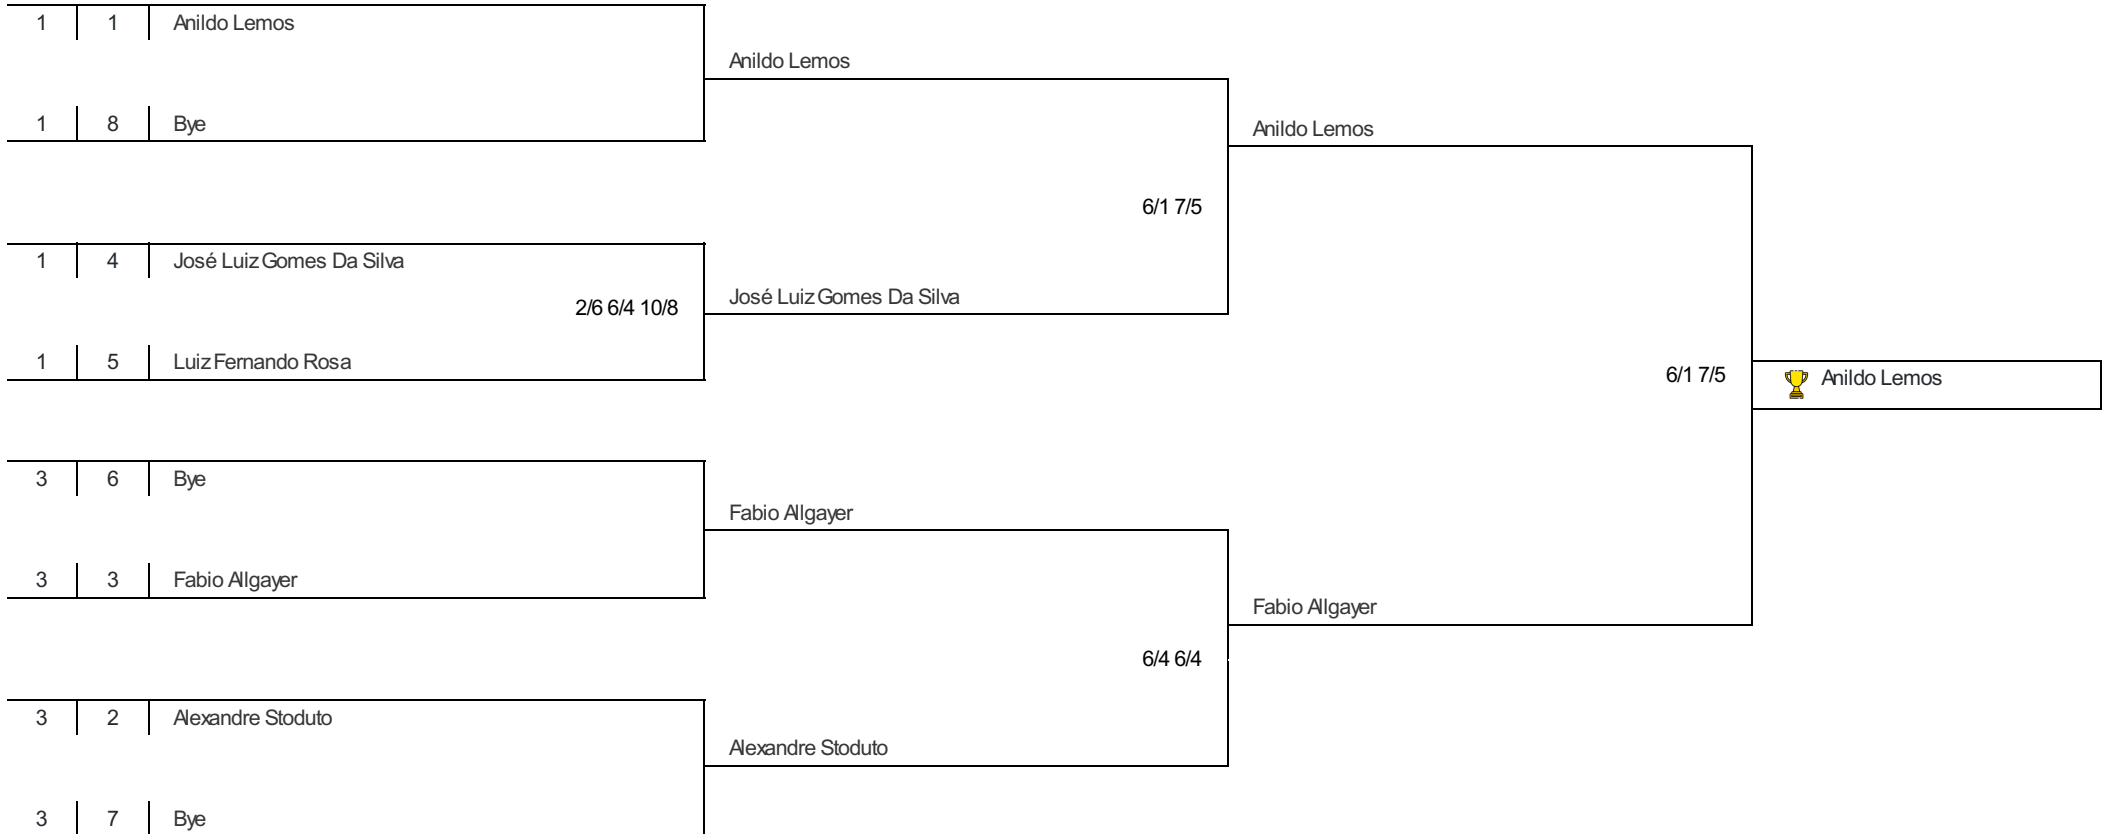 1 1 Anildo Lemos
Anildo Lemos
1 8 Bye
Anildo Lemos
6/1 7/5
1 4 José Luiz Gomes Da Silva
José Luiz Gomes Da Silva
2/6 6/4 10/8
1 5 Luiz Fernando Rosa
6/1 7/5
Anildo Lemos
3 6 Bye
Fabio Allgayer
3 3 Fabio Allgayer
Fabio Allgayer
6/4 6/4
3 2 Alexandre Stoduto
Alexandre Stoduto
3 7 Bye